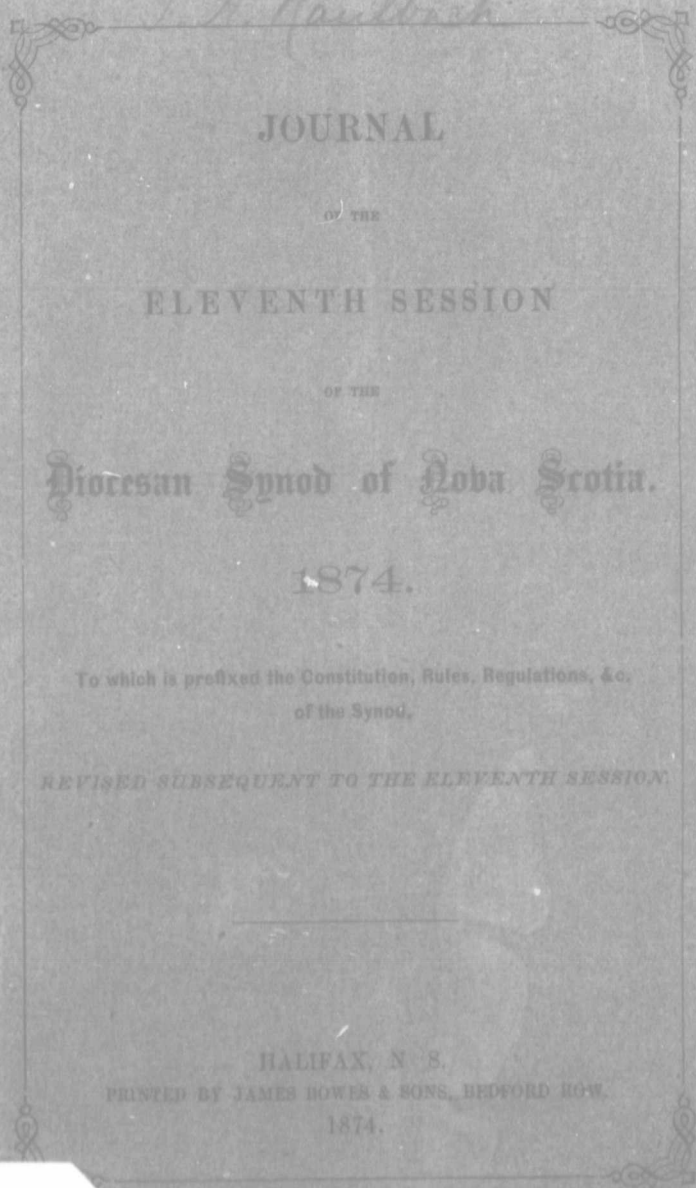 JOURNAL
OF THE
ELEVENTH SESSION
OF THE
Diocesan Synod of Nova Scotia.
1874.
To which is prefixed the Constitution, Rules, Regulations, &c.
of the Synod,
REVISED SUBSEQUENT TO THE ELEVENTH SESSION.
HALIFAX, N. S.
PRINTED BY JAMES BOWES & SONS, BEDFORD ROW.
1874.